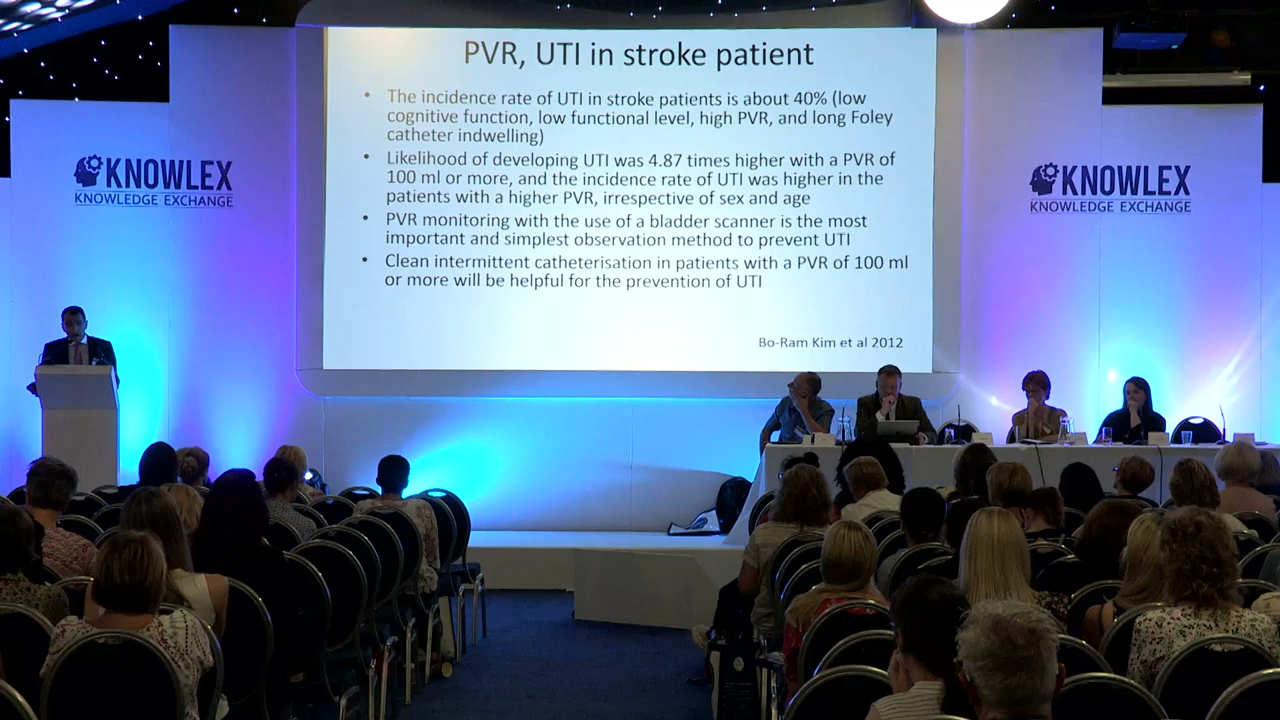 PVR, UTI in stroke patient
• The incidence rate of UTI in stroke patients is about 40% (low
cognitive function, low functional level, high PVR, and long Foley
catheter indwelling)
• Likelihood of developing UTI was 4.87 times higher with a PVR of
100 ml or more, and the incidence rate of UTI was higher in the
patients with a higher PVR, irrespective of sex and age
• PVR monitoring with the use of a bladder scanner is the most
important and simplest observation method to prevent UTI
• Clean intermittent catheterisation in patients with a PVR of 100 ml
or more will be helpful for the prevention of UTI
Bo-Ram Kim et al 2012
KNOWLEX
KNOWLEDGE EXCHANGE
KNOWLEX
KNOWLEDGE EXCHANGE